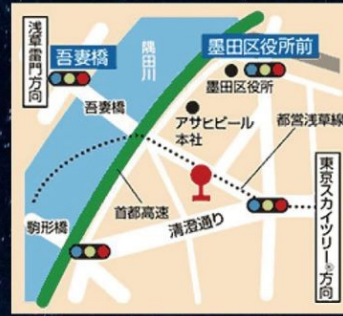 浅草雷門方向
吾妻橋
隅田川
墨田区役所前
墨田区役所
吾妻橋
アサヒビール
本社
都営浅草線
東京スカイツリー®方向
首都高速
清澄通り
駒形橋